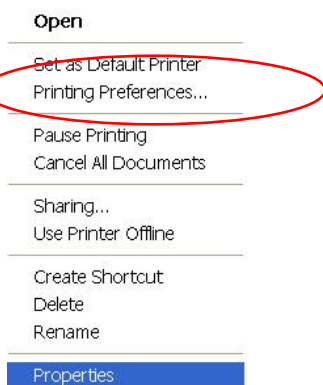 Open
Set as Default Printer
Printing Preferences...
Pause Printing
Cancel All Documents
Sharing...
Use Printer Offline
Create Shortcut
Delete
Rename
Properties